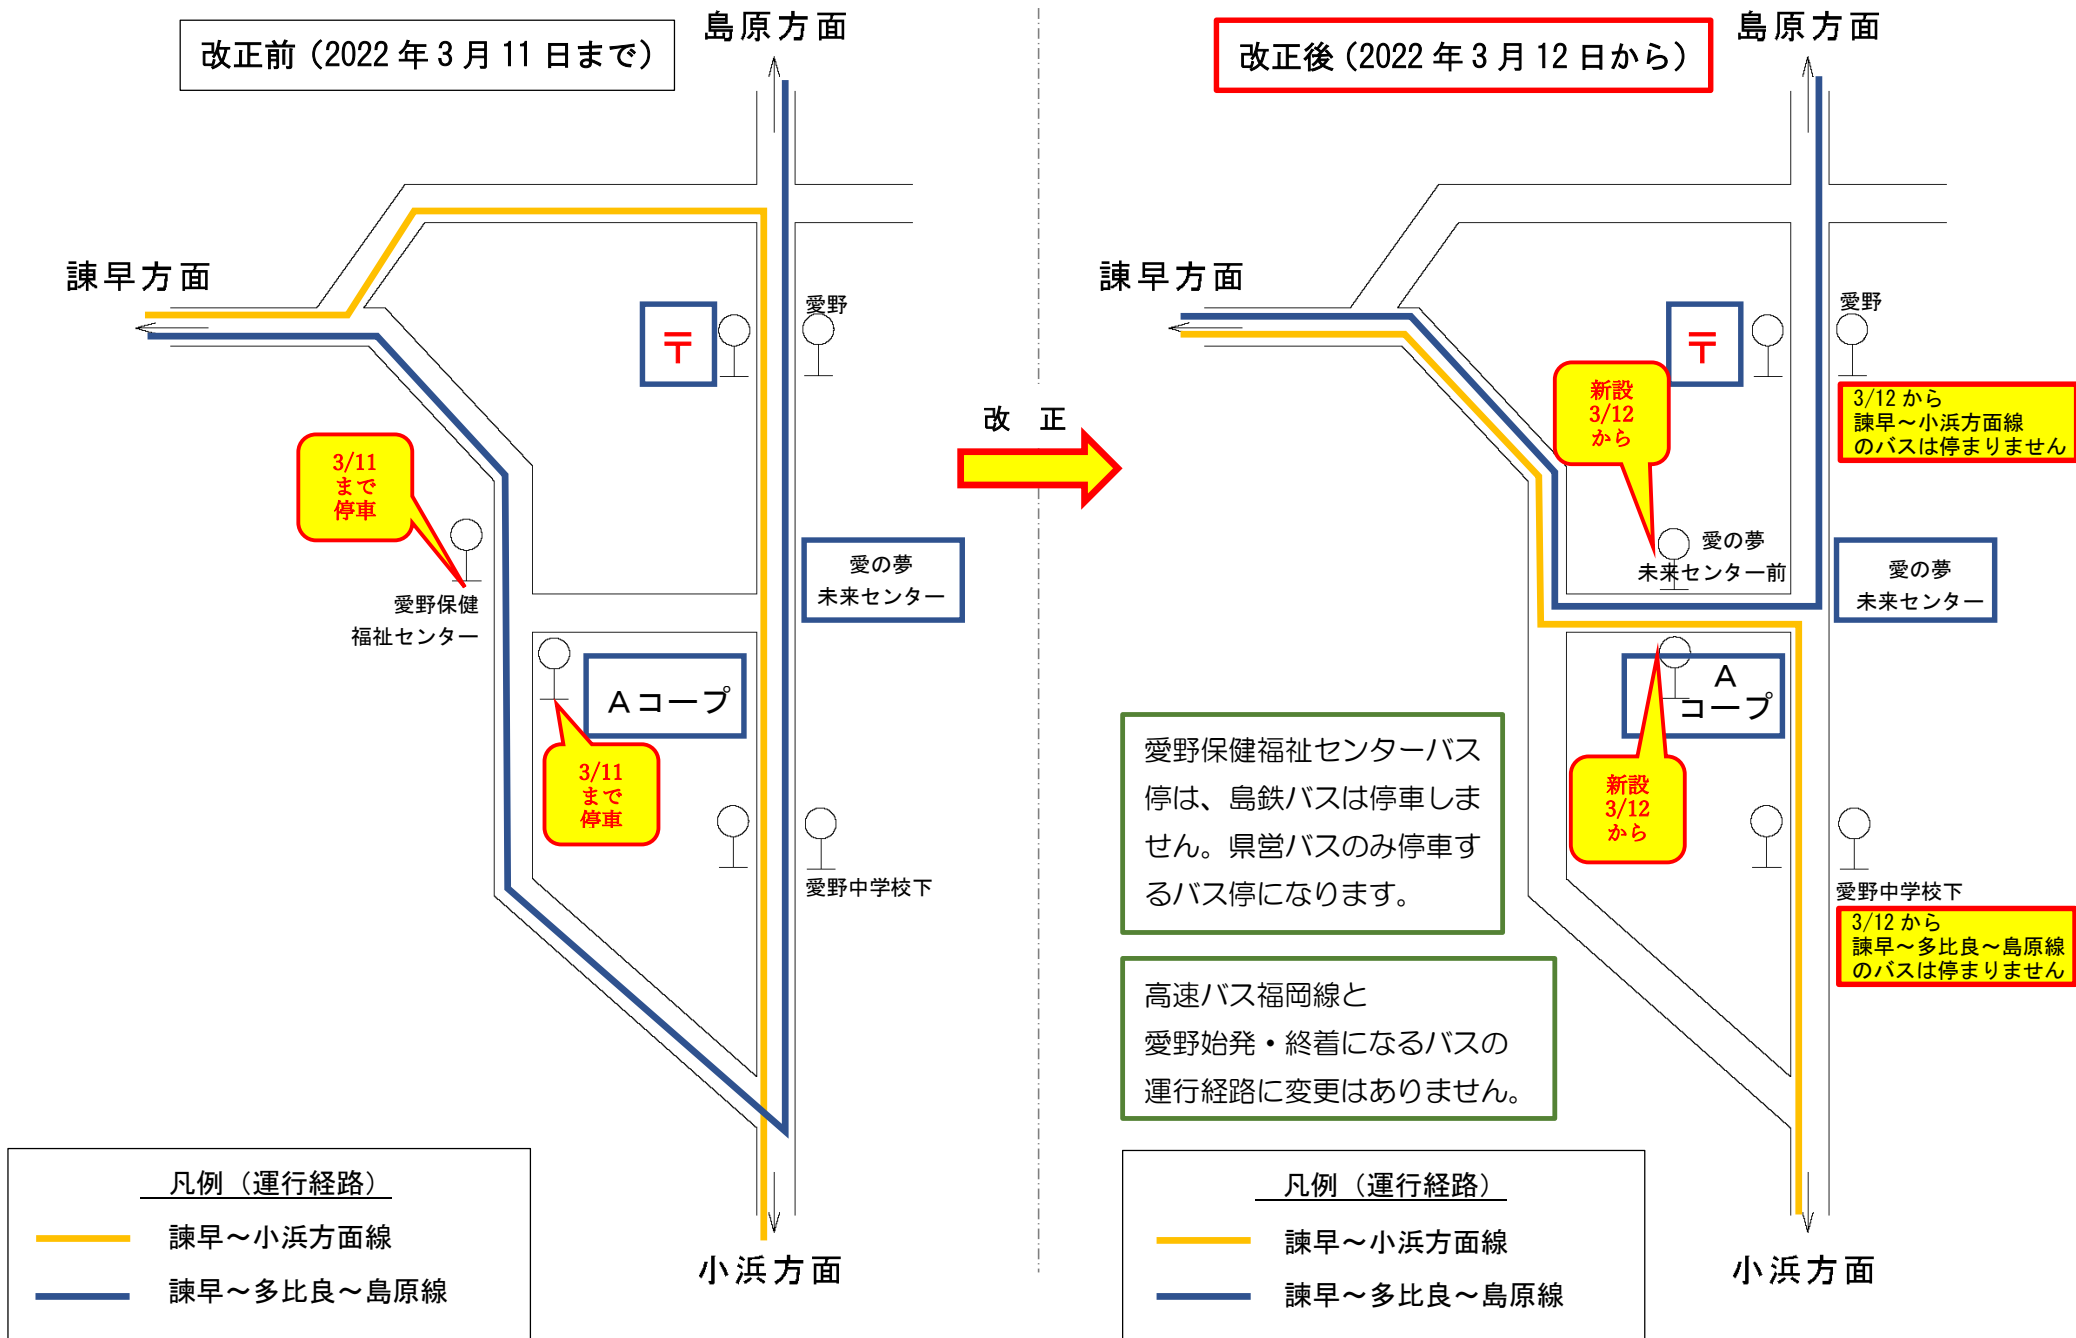 改正前（2022年3月11日まで）
島原方面
諫早方面
〒
愛野
3/11
まで
停車
愛野保健
福祉センター
愛の夢
未来センター
Aコープ
3/11
まで
停車
愛野中学校下
凡例（運行経路）
諫早～小浜方面線
諫早～多比良～島原線
小浜方面
改 正
改正後（2022年3月12日から）
島原方面
諫早方面
〒
愛野
新設
3/12
から
3/12から
諫早～小浜方面線
のバスは停まりません
愛の夢
未来センター前
愛の夢
未来センター
A
コープ
新設
3/12
から
愛野保健福祉センターバス
停は、島鉄バスは停車しま
せん。県営バスのみ停車す
るバス停になります。
愛野中学校下
3/12から
諫早～多比良～島原線
のバスは停まりません
高速バス福岡線と
愛野始発・終着になるバスの
運行経路に変更はありません。
凡例（運行経路）
諫早～小浜方面線
諫早～多比良～島原線
小浜方面